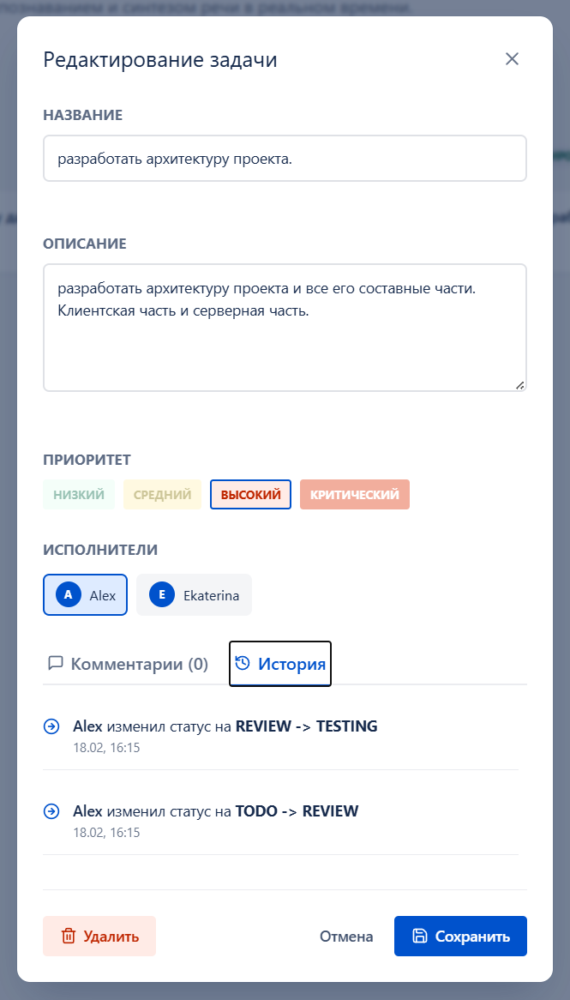 познаванием и синтезом речи в реальном времени.
Редактирование задачи
НАЗВАНИЕ
разработать архитектуру проекта.
ОПИСАНИЕ
разработать архитектуру проекта и все его составные части.
Клиентская часть и серверная часть.
ПРИОРИТЕТ
НИЗКИЙ СРЕДНИЙ ВЫСОКИЙ КРИТИЧЕСКИЙ
ИСПОЛНИТЕЛИ
A Alex E Ekaterina
Комментарии (0) История
Alex изменил статус на REVIEW -> TESTING
18.02, 16:15
Alex изменил статус на TODO -> REVIEW
18.02, 16:15
Удалить Отмена Сохранить